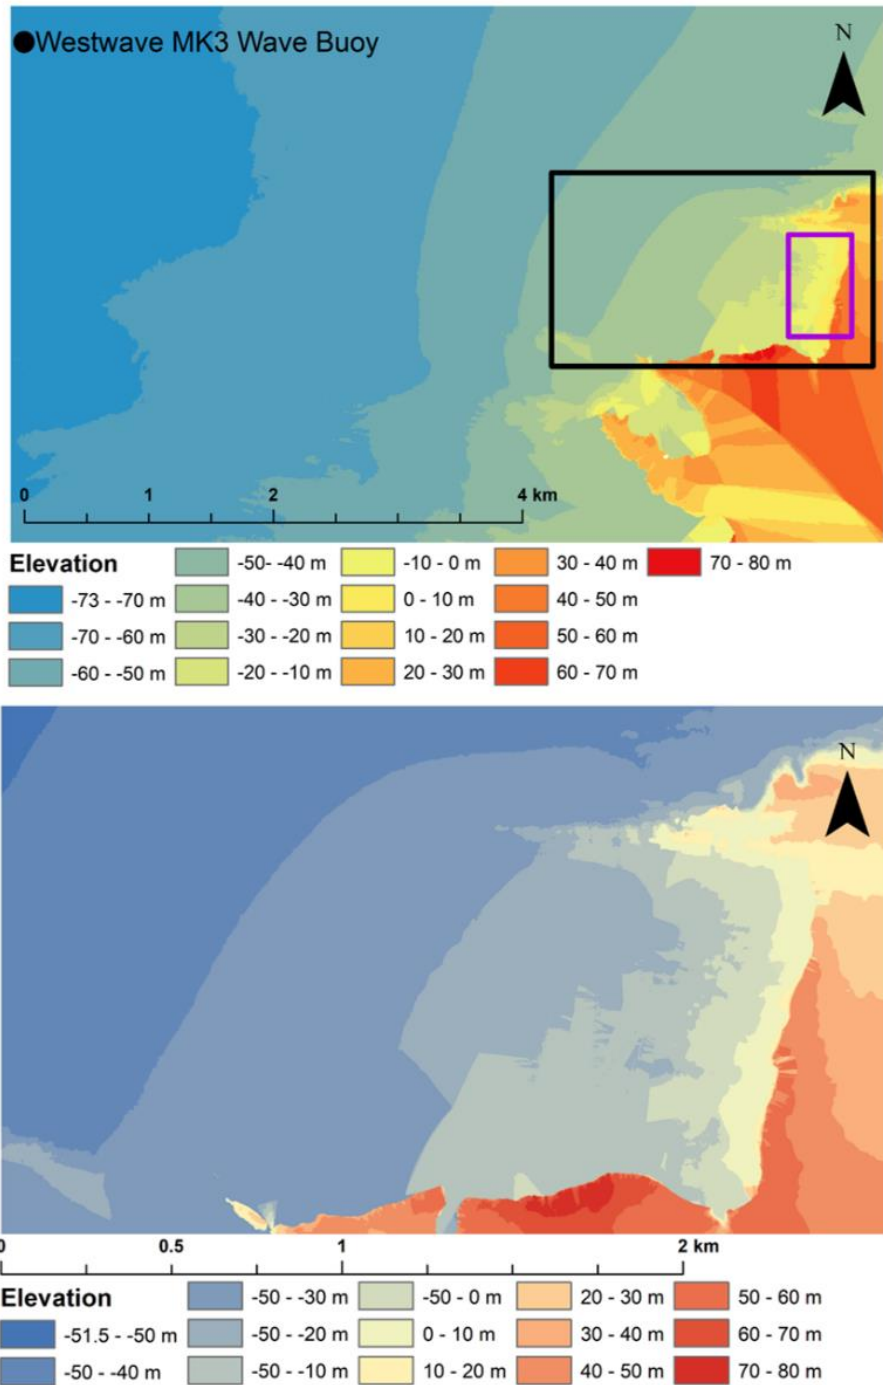 Westwave MK3 Wave Buoy
N
0 1 2 4 km
Elevation
-73 - -70 m
-70 - -60 m
-60 - -50 m
-50- -40 m
-40 - -30 m
-30 - -20 m
-20 - -10 m
-10 - 0 m
0 - 10 m
10 - 20 m
20 - 30 m
30 - 40 m
40 - 50 m
50 - 60 m
60 - 70 m
70 - 80 m
N
0 0.5 1 2 km
Elevation
-51.5 - -50 m
-50 - -40 m
-50 - -30 m
-50 - -20 m
-50 - -10 m
-50 - 0 m
0 - 10 m
10 - 20 m
20 - 30 m
30 - 40 m
40 - 50 m
50 - 60 m
60 - 70 m
70 - 80 m